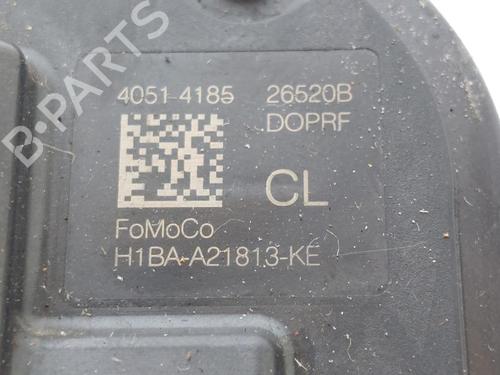 4051-4185 26520B
DOPRF
CL
FoMoCo
H1BA-A21813-KE
B-PARTS